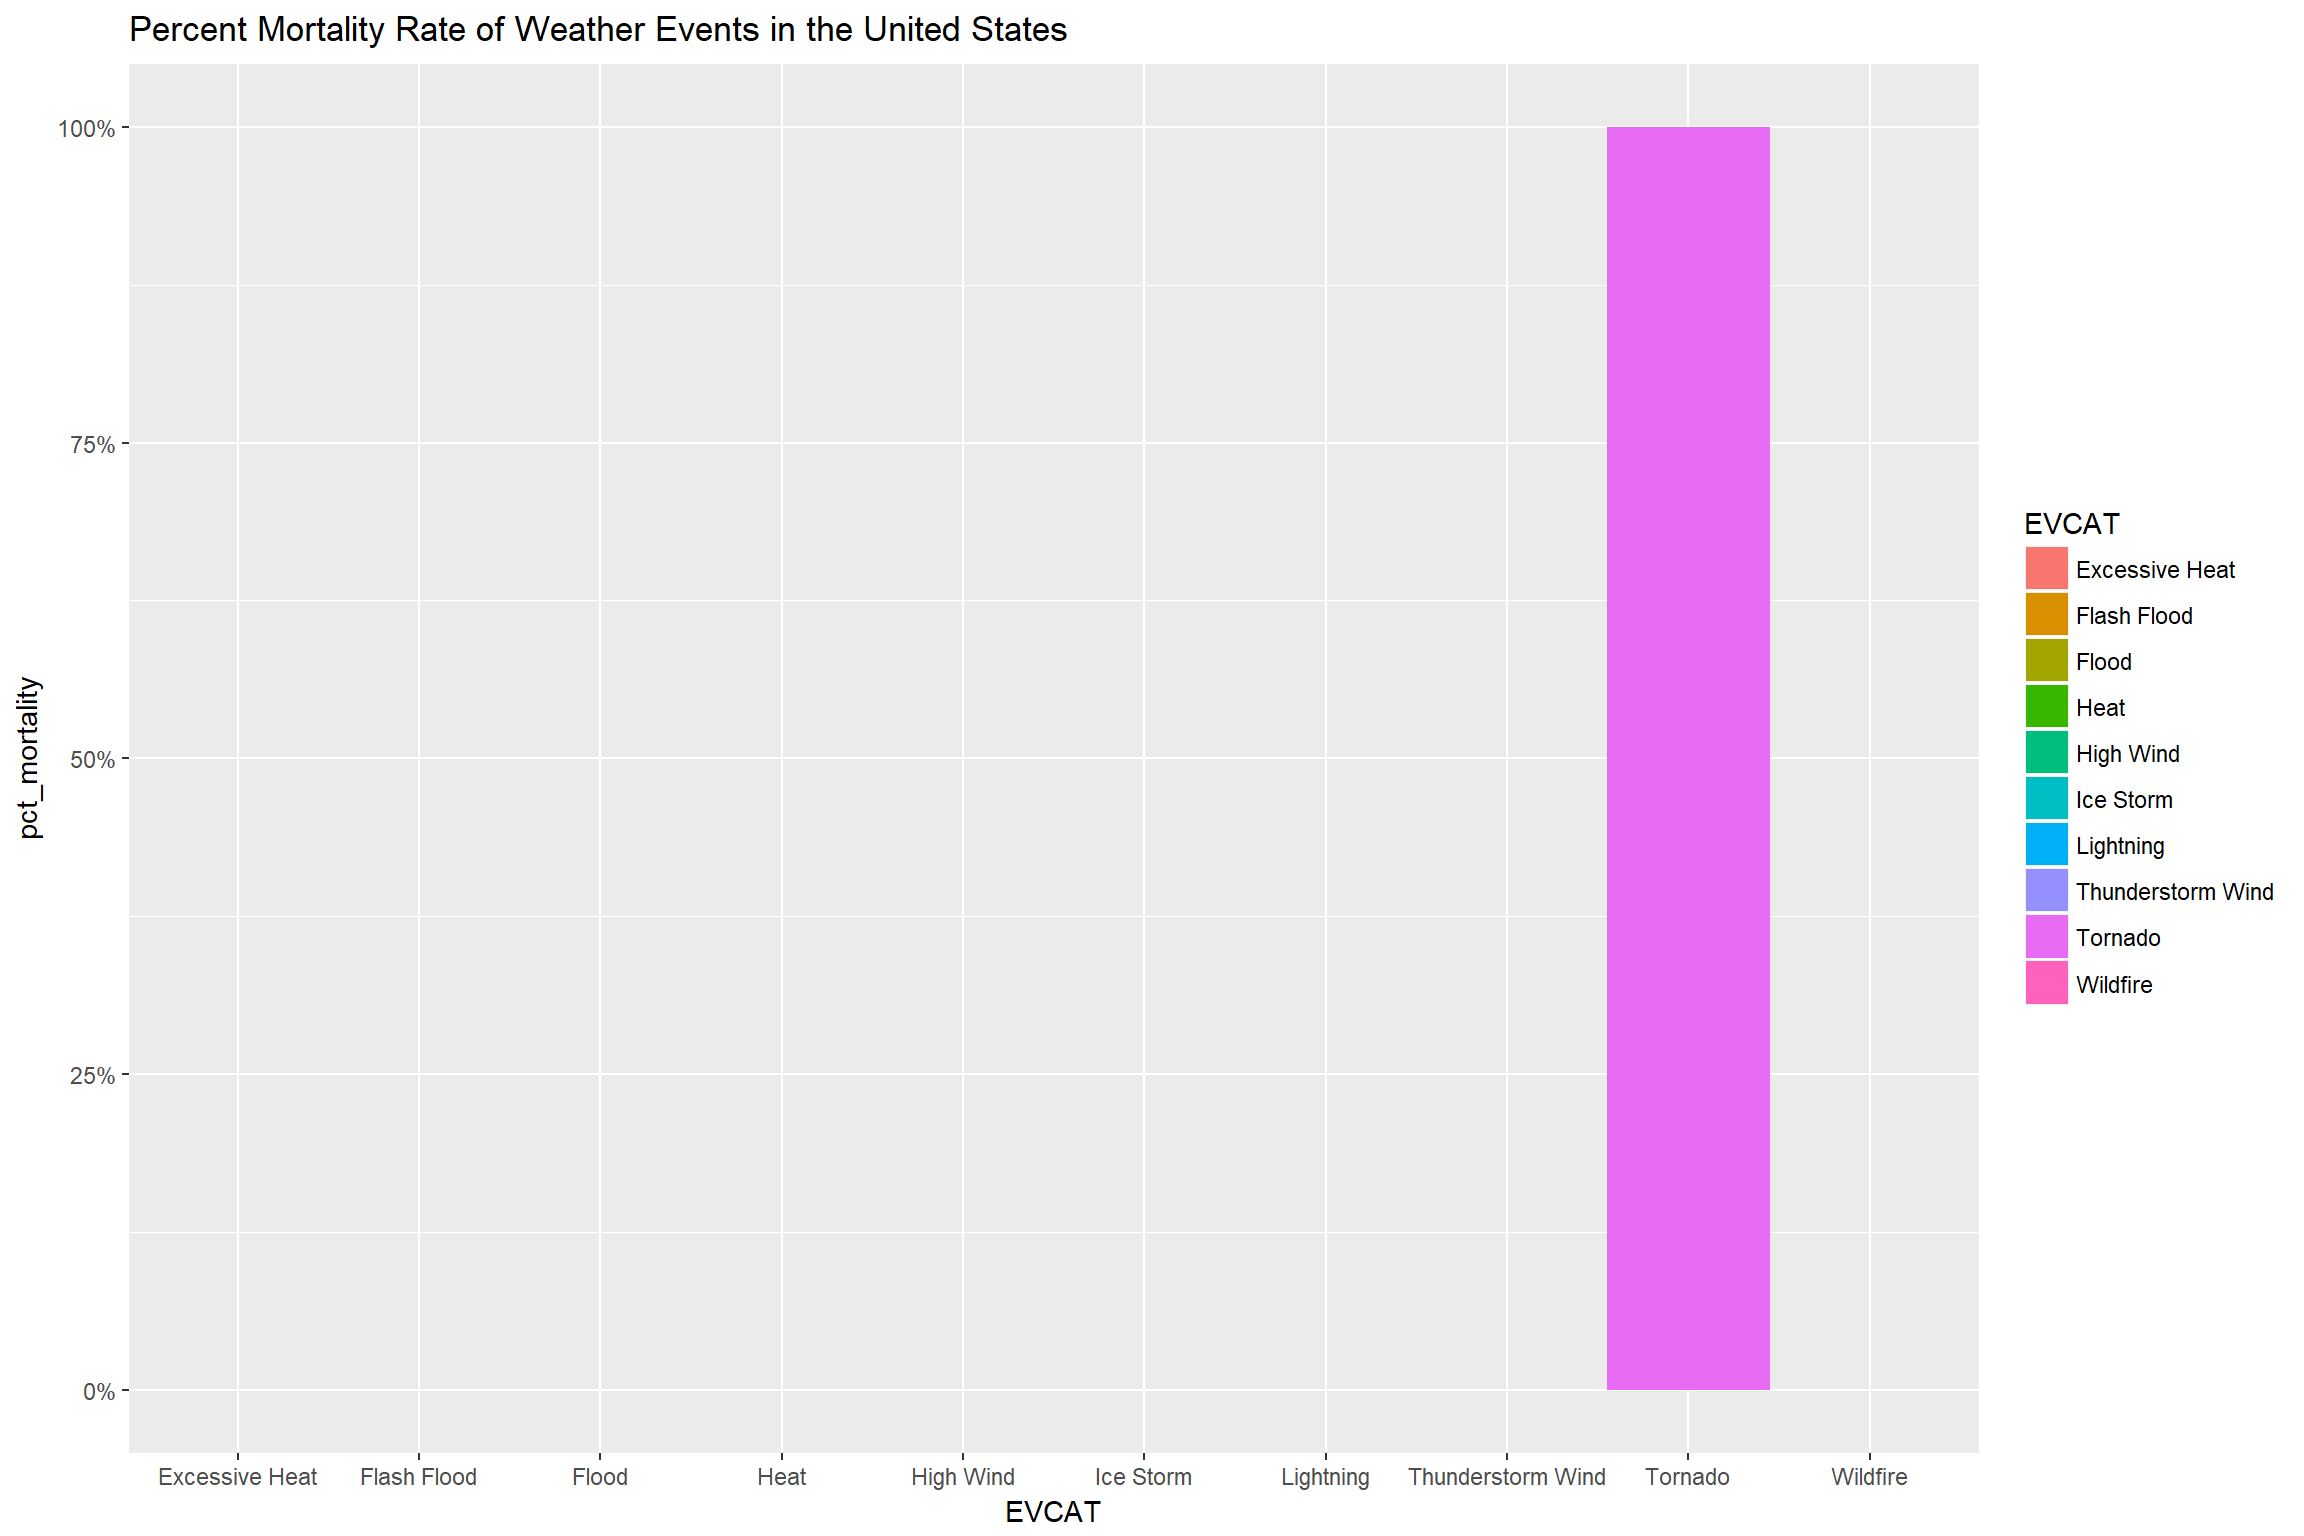 Percent Mortality Rate of Weather Events in the United States
100%
75%
50%
25%
0%
pct_mortality
Excessive Heat Flash Flood Flood Heat High Wind Ice Storm Lightning Thunderstorm Wind Tornado Wildfire
EVCAT
EVCAT
Excessive Heat
Flash Flood
Flood
Heat
High Wind
Ice Storm
Lightning
Thunderstorm Wind
Tornado
Wildfire